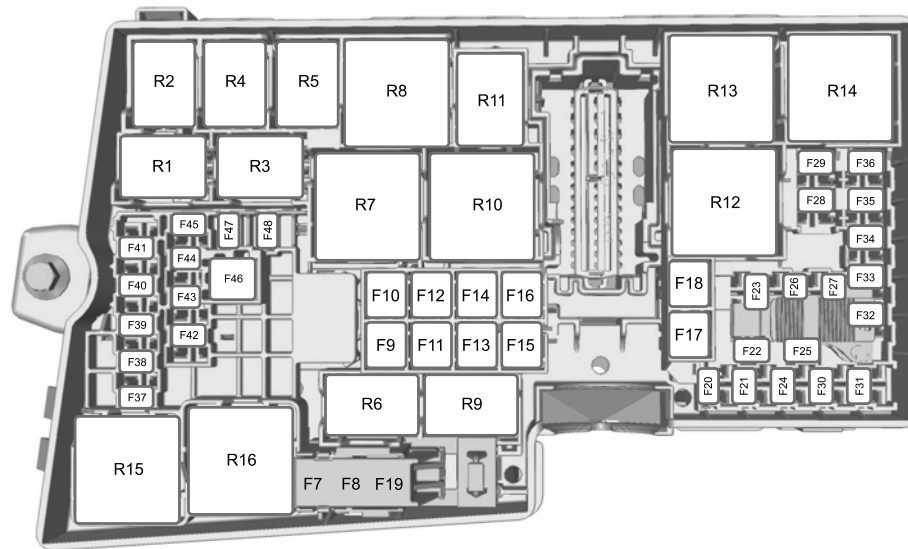 R2 R4 R5 R8 R11 R13 R14
R1 R3 R7 R10 R12 F29 F36
F28 F35
F45 F47 F48 F34
F41 F44
F40 F46 F10 F12 F14 F16 F18 F23 F26 F27 F33
F43
F39 F42 F9 F11 F13 F15 F17 F32
F38 F22 F25
F37 R6 R9 F20 F21 F24 F30 F31
R15 R16
F7 F8 F19